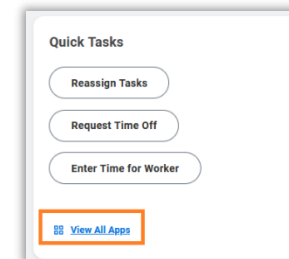 Quick Tasks
Reassign Tasks
Request Time Off
Enter Time for Worker
View All Apps